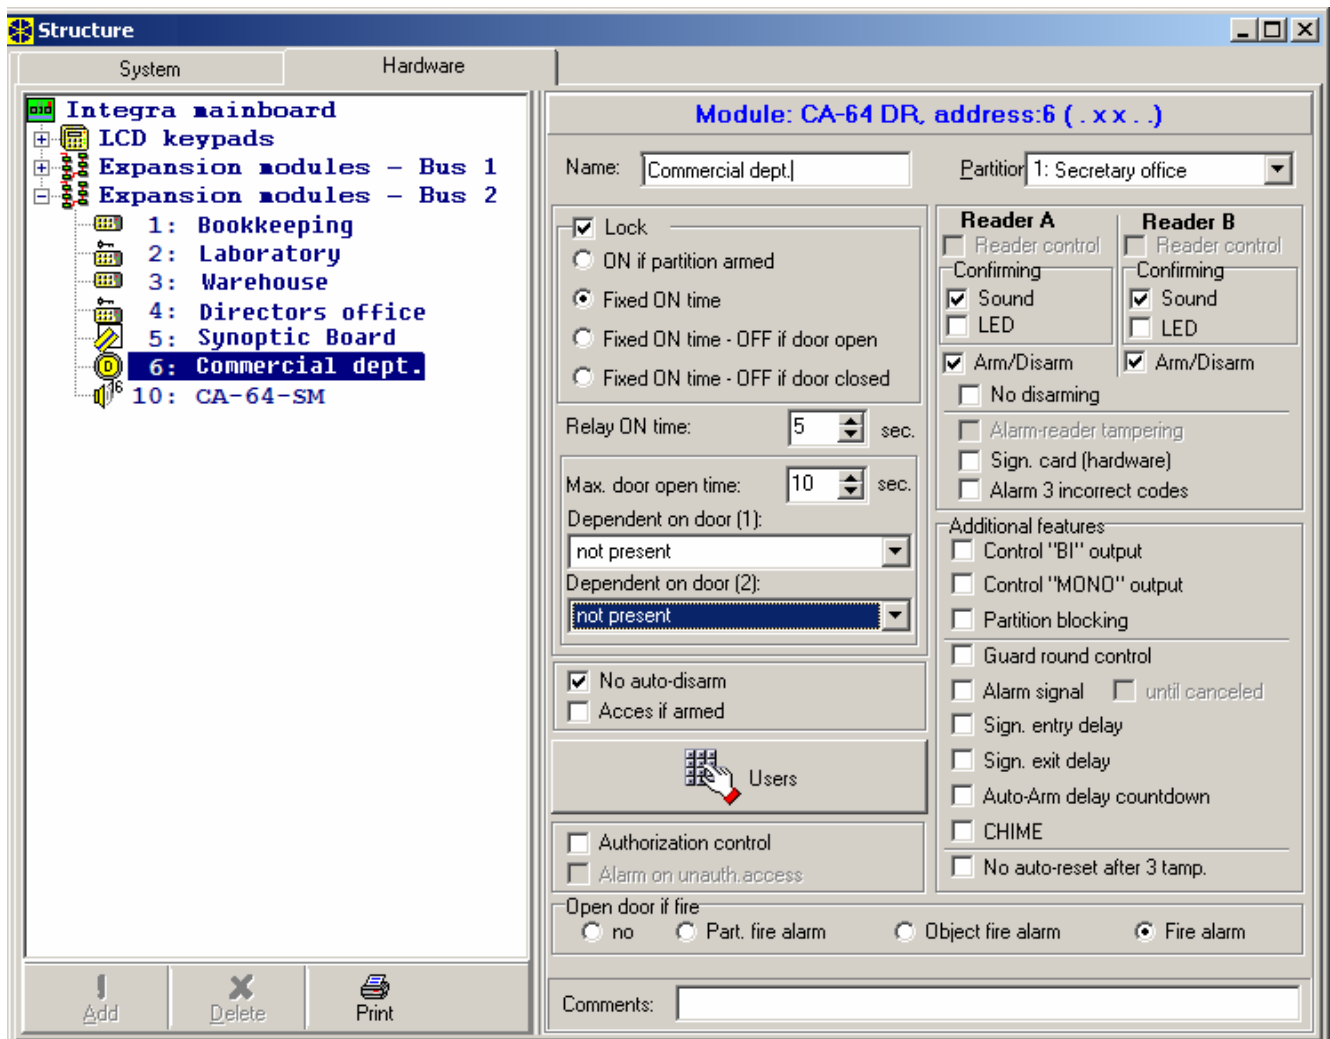 Structure
System Hardware
Integra mainboard
LCD keypads
Expansion modules - Bus 1
Expansion modules - Bus 2
1: Bookkeeping
2: Laboratory
3: Warehouse
4: Directors office
5: Synoptic Board
6: Commercial dept.
10: CA-64-SM
Add Delete Print
Module: CA-64 DR, address:6 ( . x x . .)
Name: Commercial dept. Partition 1: Secretary office
Lock
ON if partition armed
Fixed ON time
Fixed ON time - OFF if door open
Fixed ON time - OFF if door closed
Relay ON time: 5 sec.
Max. door open time: 10 sec.
Dependent on door (1):
not present
Dependent on door (2):
not present
No auto-disarm
Acces if armed
Users
Authorization control
Alarm on unauth.access
Reader A Reader B
Reader control Reader control
Confirming Confirming
Sound Sound
LED LED
Arm/Disarm Arm/Disarm
No disarming
Alarm-reader tampering
Sign. card (hardware)
Alarm 3 incorrect codes
Additional features
Control "BI" output
Control "MONO" output
Partition blocking
Guard round control
Alarm signal until canceled
Sign. entry delay
Sign. exit delay
Auto-Arm delay countdown
CHIME
No auto-reset after 3 tamp.
Open door if fire
no Part. fire alarm Object fire alarm Fire alarm
Comments: